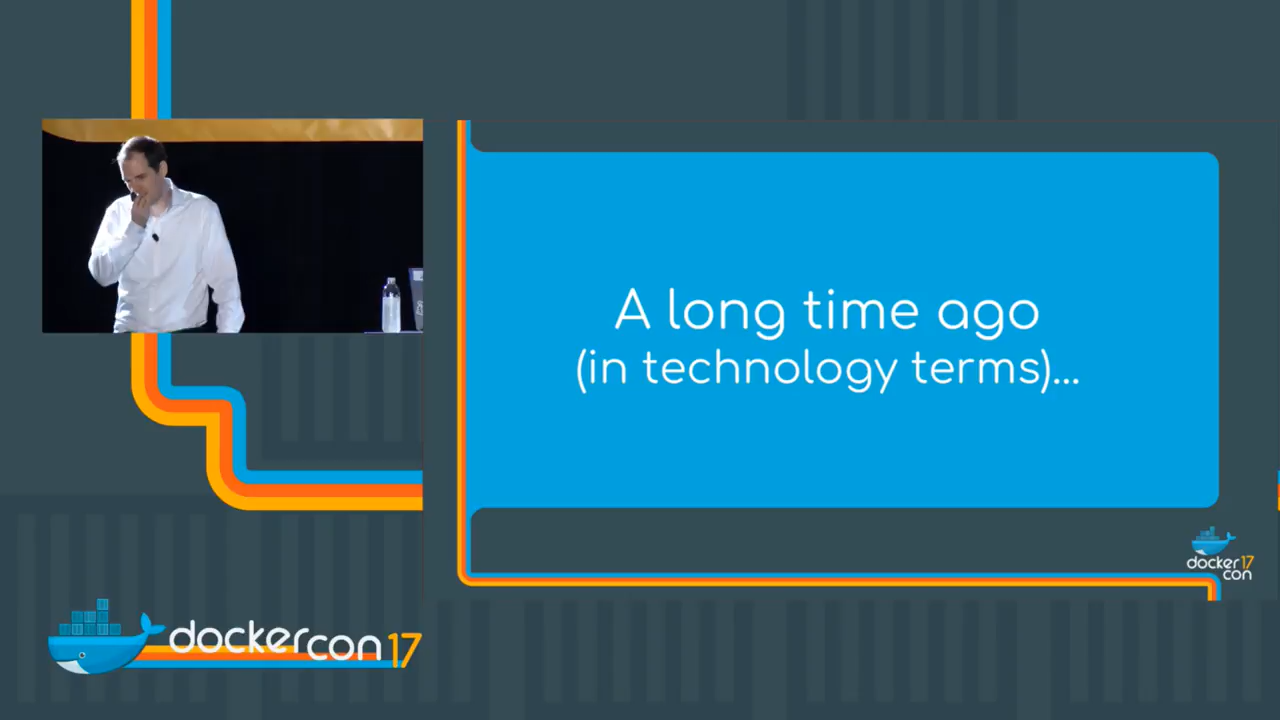 A long time ago
(in technology terms)...
docker17
con
dockercon17